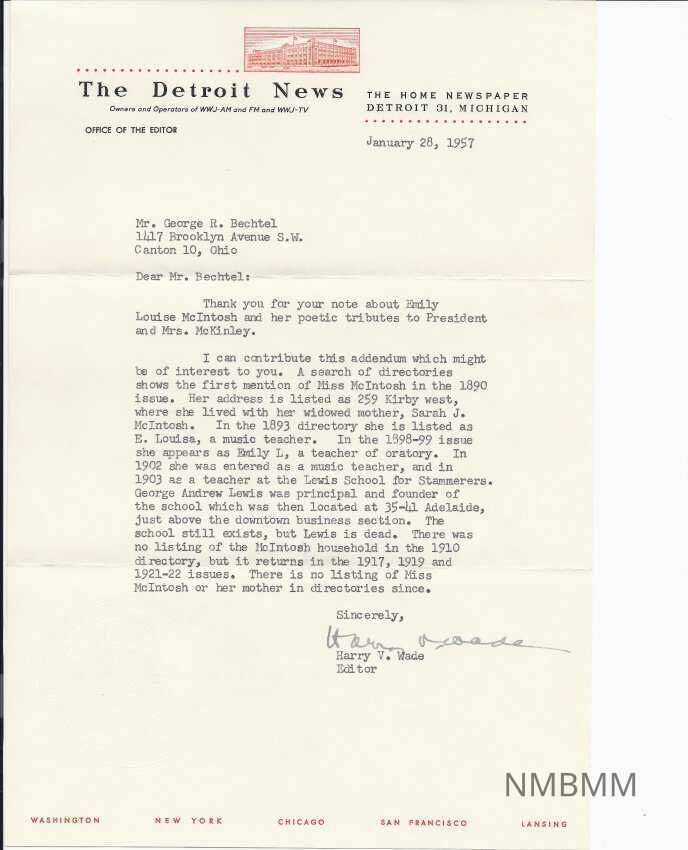 The Detroit News
Owners and Operators of WWJ-AM and FM and WWJ-TV
THE HOME NEWSPAPER
DETROIT 31, MICHIGAN
OFFICE OF THE EDITOR
January 28, 1957
Mr. George R. Bechtel
1417 Brooklyn Avenue S.W.
Canton 10, Ohio
Dear Mr. Bechtel:
Thank you for your note about Emily
Louise McIntosh and her poetic tributes to President
and Mrs. McKinley.
I can contribute this addendum which might
be of interest to you. A search of directories
shows the first mention of Miss McIntosh in the 1890
issue. Her address is listed as 259 Kirby west,
where she lived with her widowed mother, Sarah J.
McIntosh. In the 1893 directory she is listed as
E. Louisa, a music teacher. In the 1898-99 issue
she appears as Emily L, a teacher of oratory. In
1902 she was entered as a music teacher, and in
1903 as a teacher at the Lewis School for Stammerers.
George Andrew Lewis was principal and founder of
the school which was then located at 35-41 Adelaide,
just above the downtown business section. The
school still exists, but Lewis is dead. There was
no listing of the McIntosh household in the 1910
directory, but it returns in the 1917, 1919 and
1921-22 issues. There is no listing of Miss
McIntosh or her mother in directories since.
Sincerely,
Harry V. Wade
Harry V. Wade
Editor
NMBMM
WASHINGTON NEW YORK CHICAGO SAN FRANCISCO LANSING